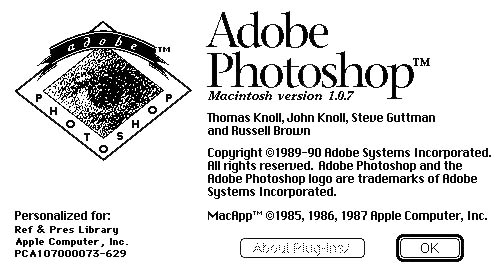 adobe™
PHOTOSHOP
Adobe
Photoshop™
Macintosh version 1.0.7
Thomas Knoll, John Knoll, Steve Guttman
and Russell Brown
Copyright ©1989-90 Adobe Systems Incorporated.
All rights reserved. Adobe Photoshop and the
Adobe Photoshop logo are trademarks of Adobe
Systems Incorporated.
Personalized for:
Ref & Pres Library
Apple Computer, Inc.
PCA107000073-629
MacApp™ ©1985, 1986, 1987 Apple Computer, Inc.
About Plug-ins?
OK